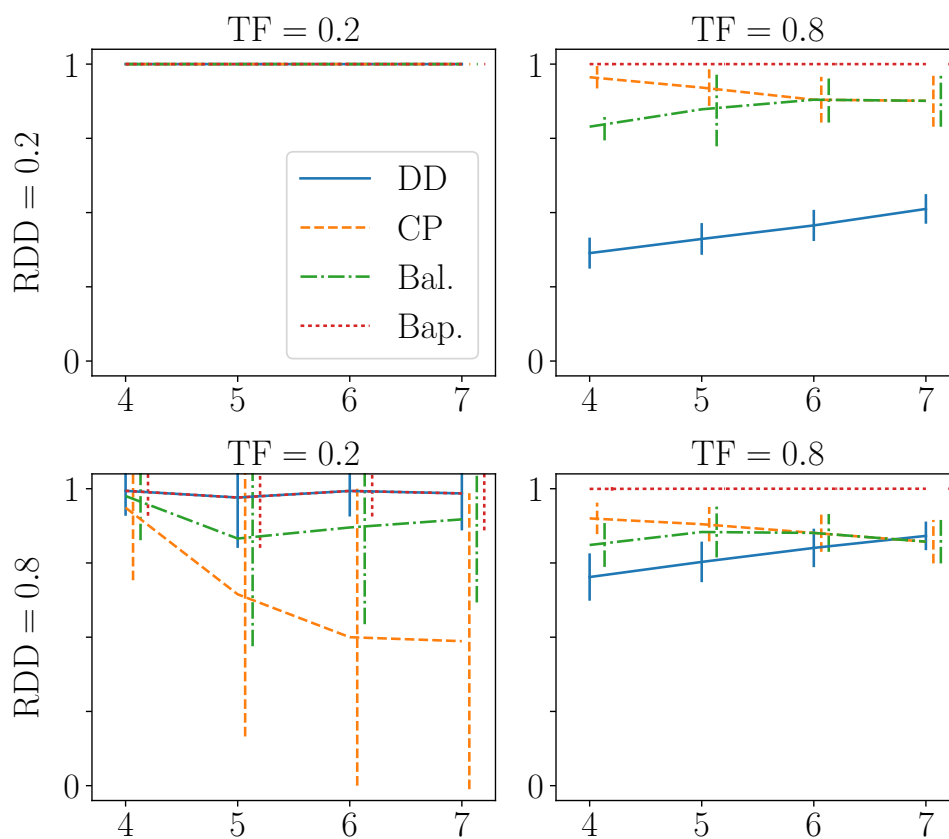 TF = 0.2
TF = 0.8
RDD = 0.2
1
0
DD
CP
Bal.
Bap.
4 5 6 7
4 5 6 7
1
0
TF = 0.2
TF = 0.8
RDD = 0.8
1
0
4 5 6 7
4 5 6 7
1
0